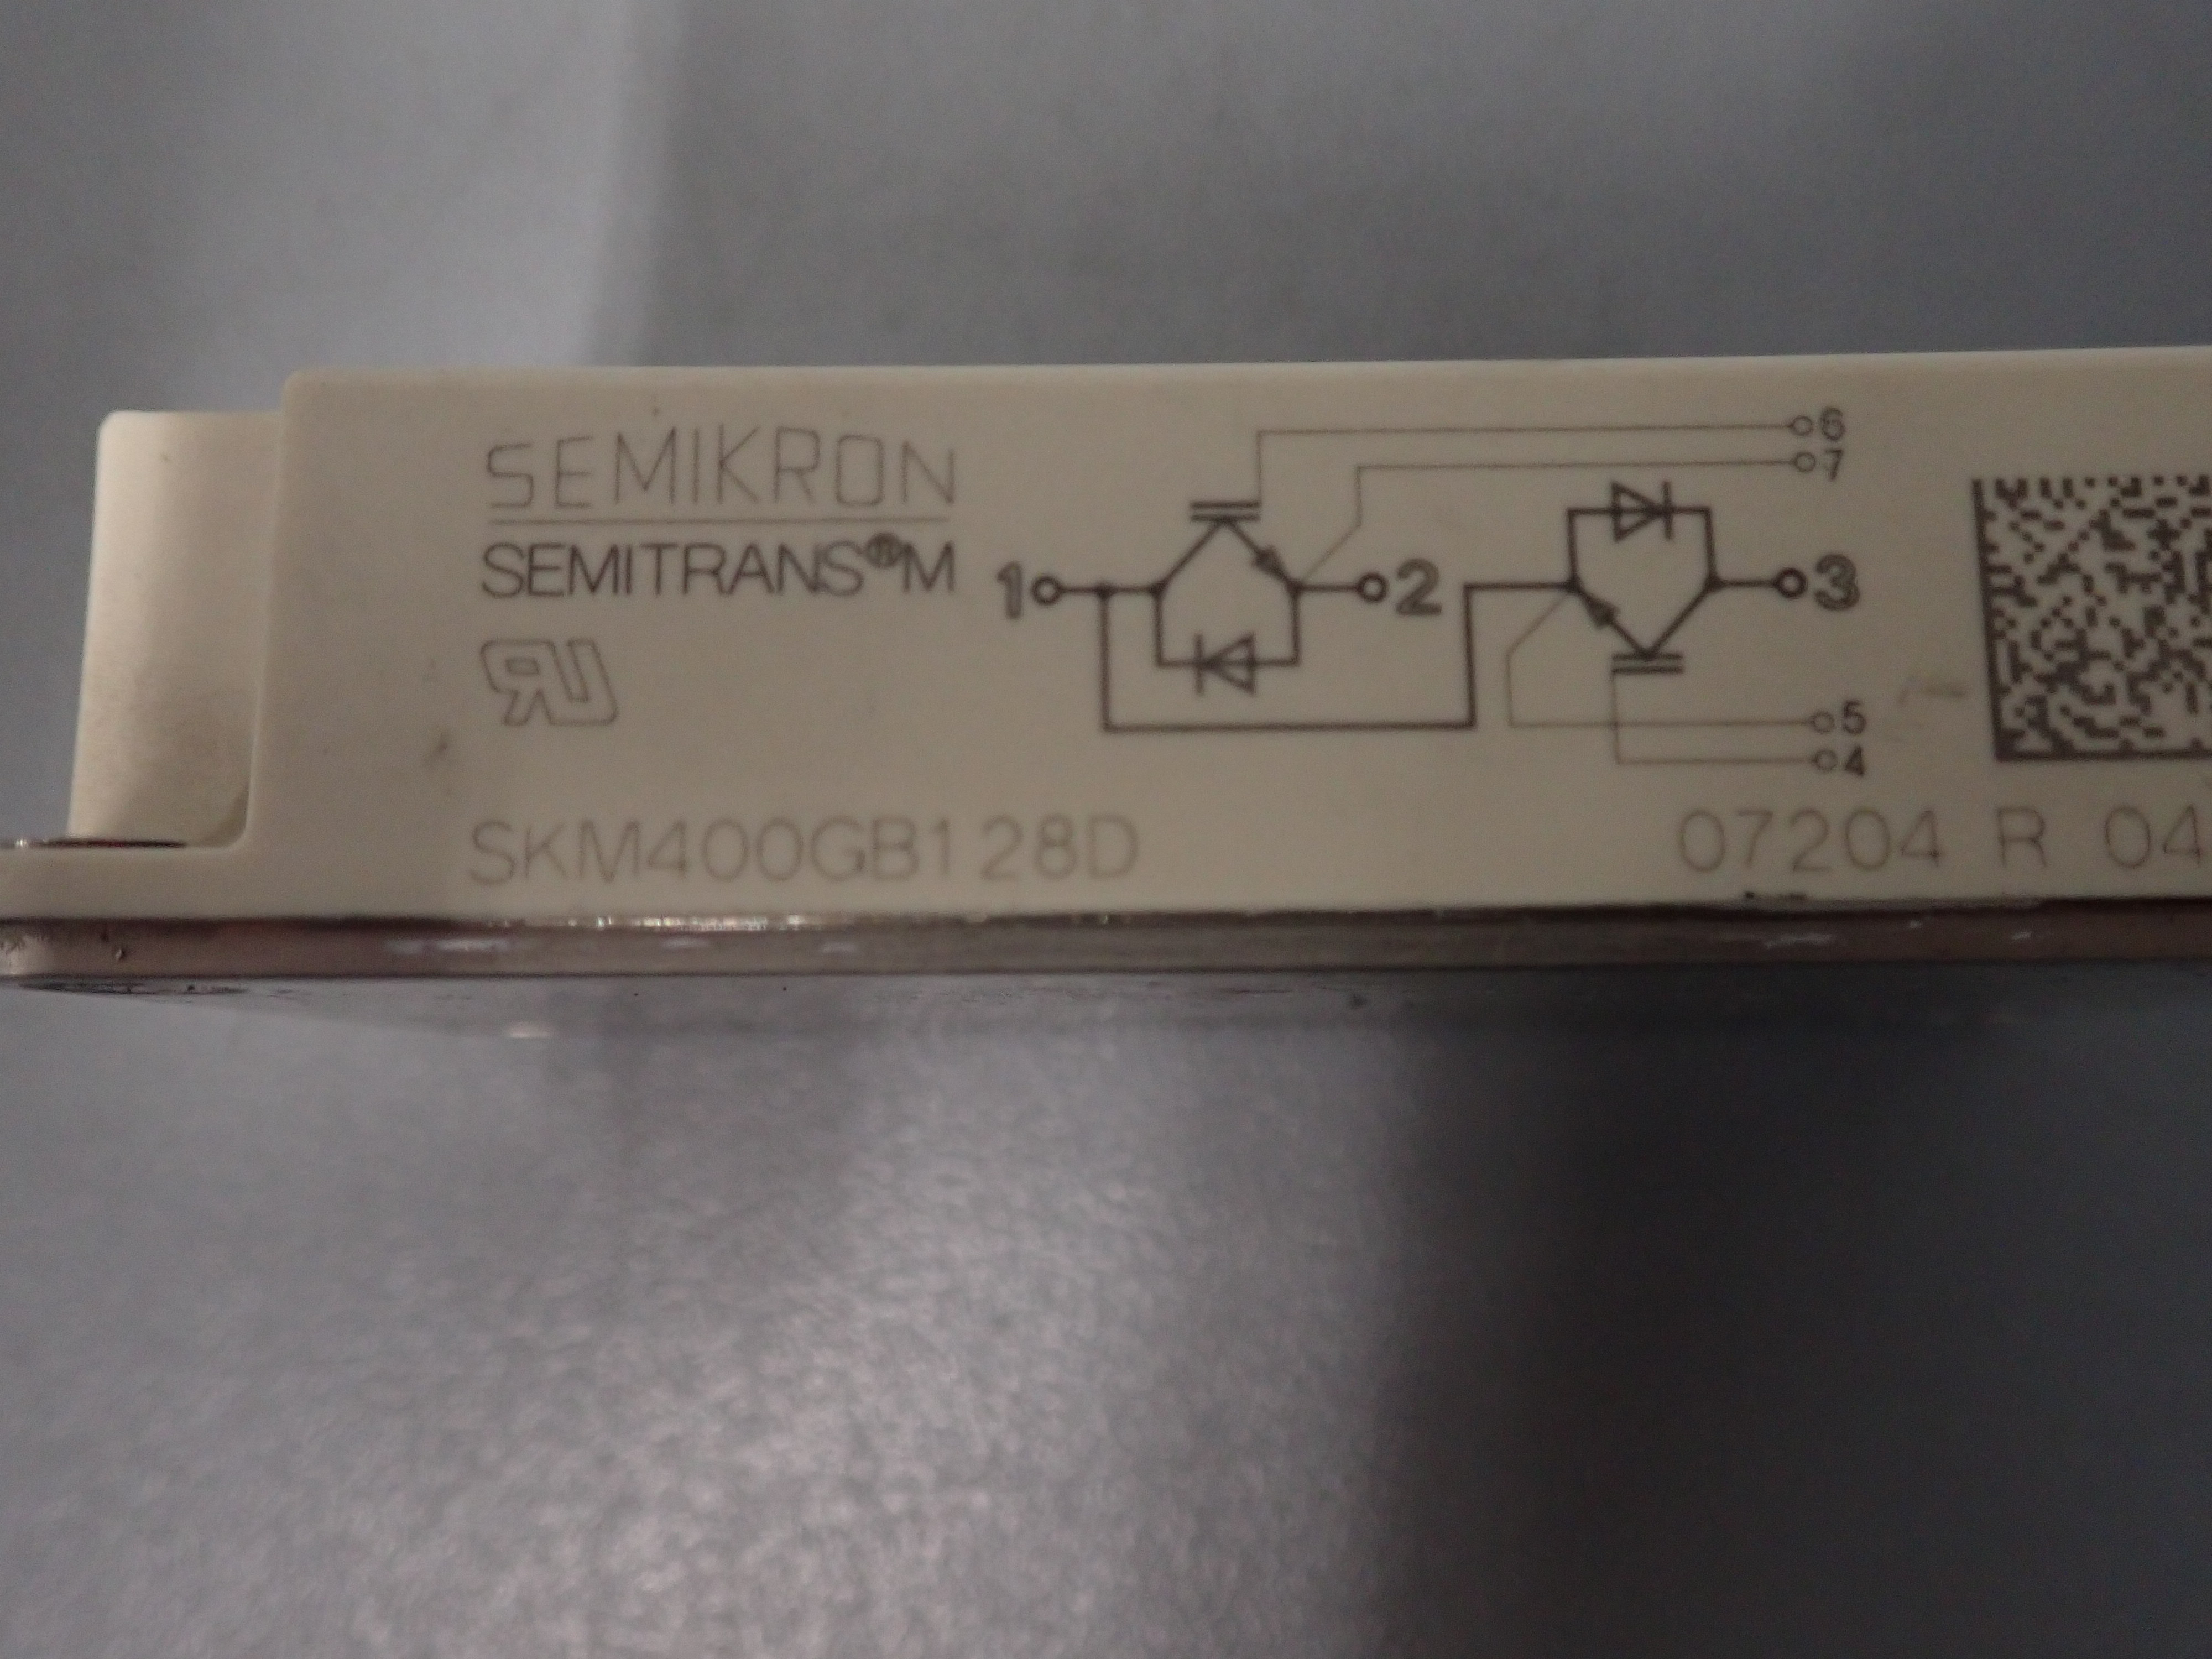 SEMIKRON
SEMITRANS®M
1
2
3
6
7
5
4
SKM400GB128D
07204 R 04